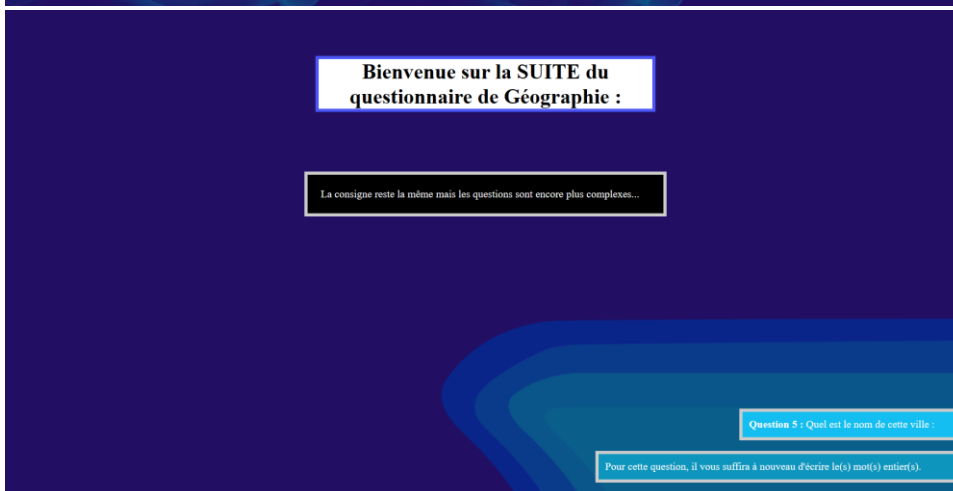 Bienvenue sur la SUITE du
questionnaire de Géographie :
La consigne reste la même mais les questions sont encore plus complexes...
Question 5 : Quel est le nom de cette ville :
Pour cette question, il vous suffira à nouveau d'écrire le(s) mot(s) entier(s).